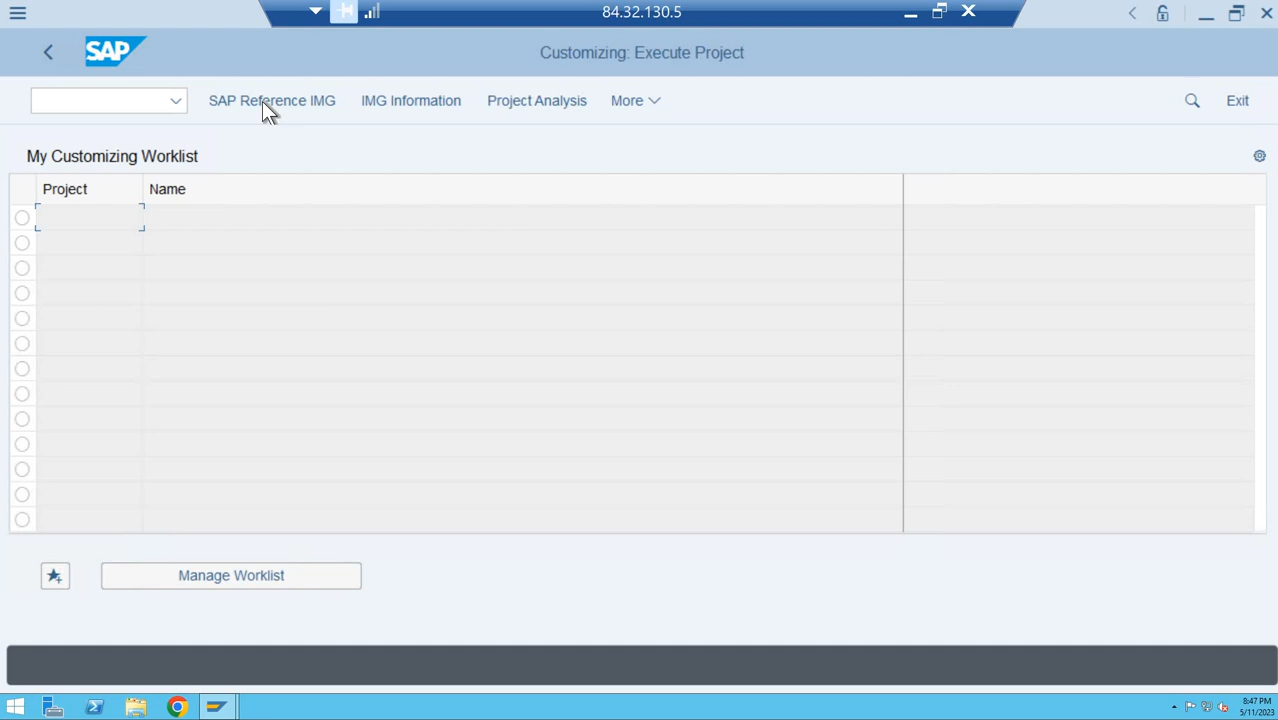 84.32.130.5
SAP
Customizing: Execute Project
SAP Reference IMG
IMG Information
Project Analysis
More
Exit
My Customizing Worklist
Project
Name
Manage Worklist
8:47 PM
5/11/2023